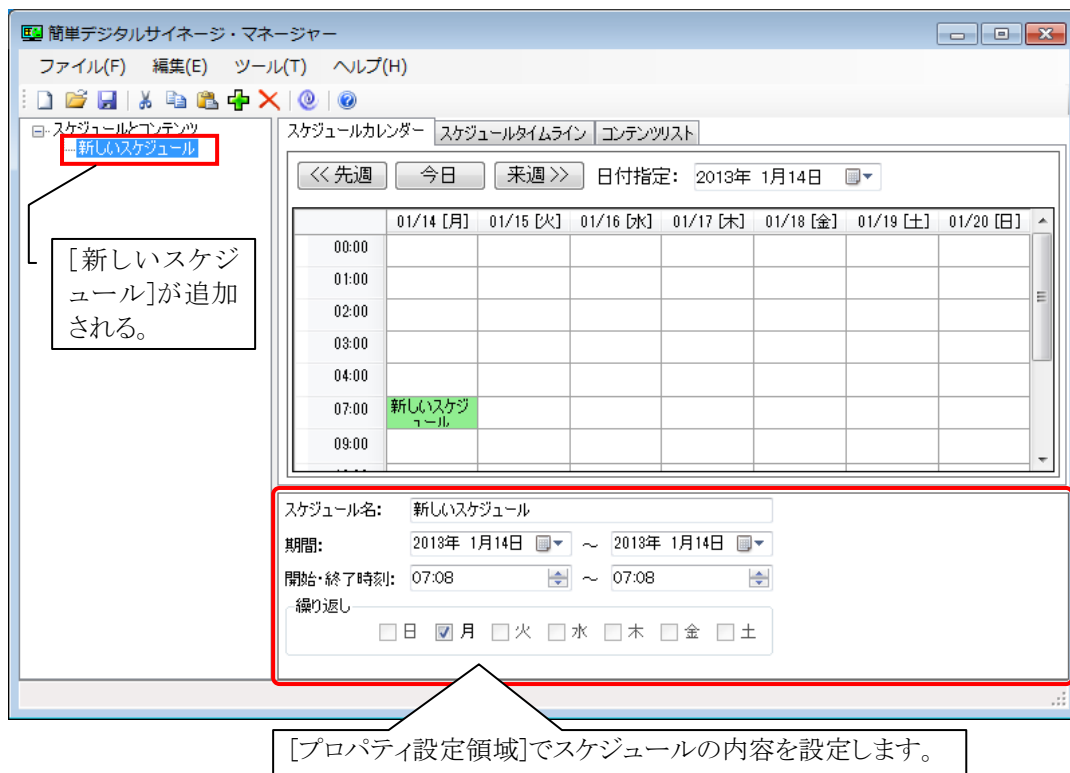 簡単デジタルサイネージ・マネージャー
ファイル(F) 編集(E) ツール(T) ヘルプ(H)
スケジュールとコンテンツ
新しいスケジュール
[新しいスケジ
ュール]が追加
される。
スケジュールカレンダー スケジュールタイムライン コンテンツリスト
<< 先週 今日 来週 >> 日付指定: 2013年 1月14日
01/14 [月] 01/15 [火] 01/16 [水] 01/17 [木] 01/18 [金] 01/19 [土] 01/20 [日]
00:00
01:00
02:00
03:00
04:00
07:00 新しいスケジ
ュール
09:00
スケジュール名: 新しいスケジュール
期間: 2013年 1月14日 ～ 2013年 1月14日
開始・終了時刻: 07:08 ～ 07:08
繰り返し
日 月 火 水 木 金 土
[プロパティ設定領域]でスケジュールの内容を設定します。